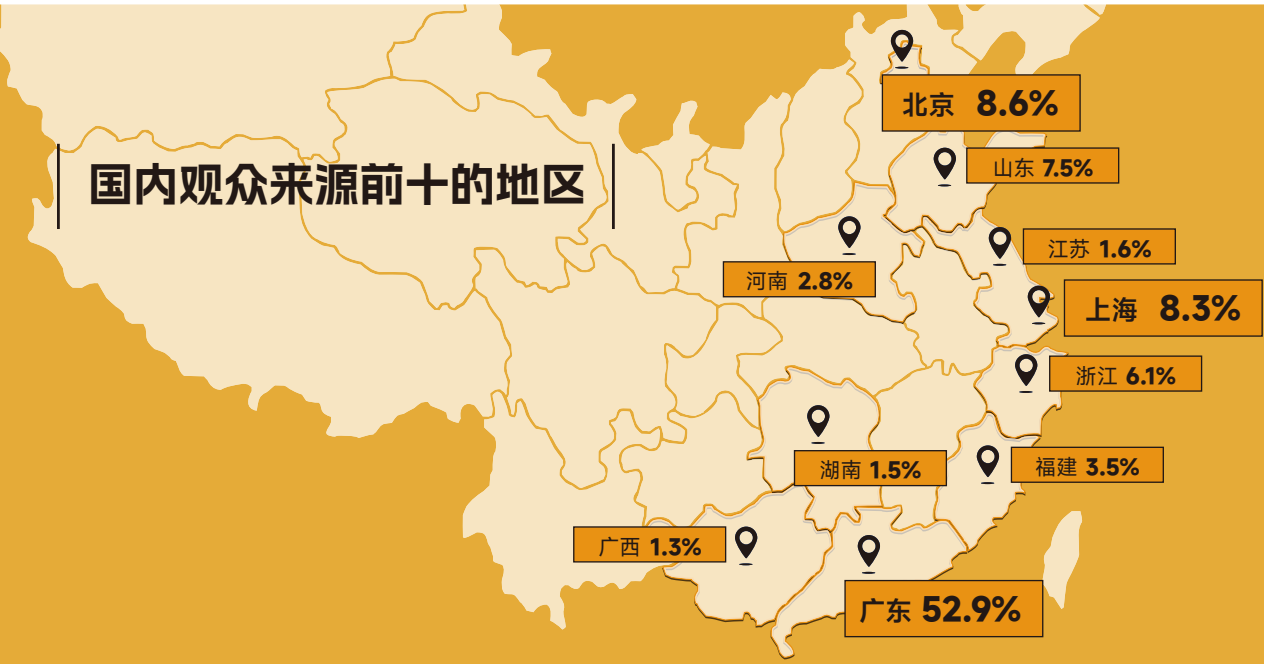 国内观众来源前十的地区
北京 8.6%
山东 7.5%
江苏 1.6%
河南 2.8%
上海 8.3%
浙江 6.1%
湖南 1.5%
福建 3.5%
广西 1.3%
广东 52.9%